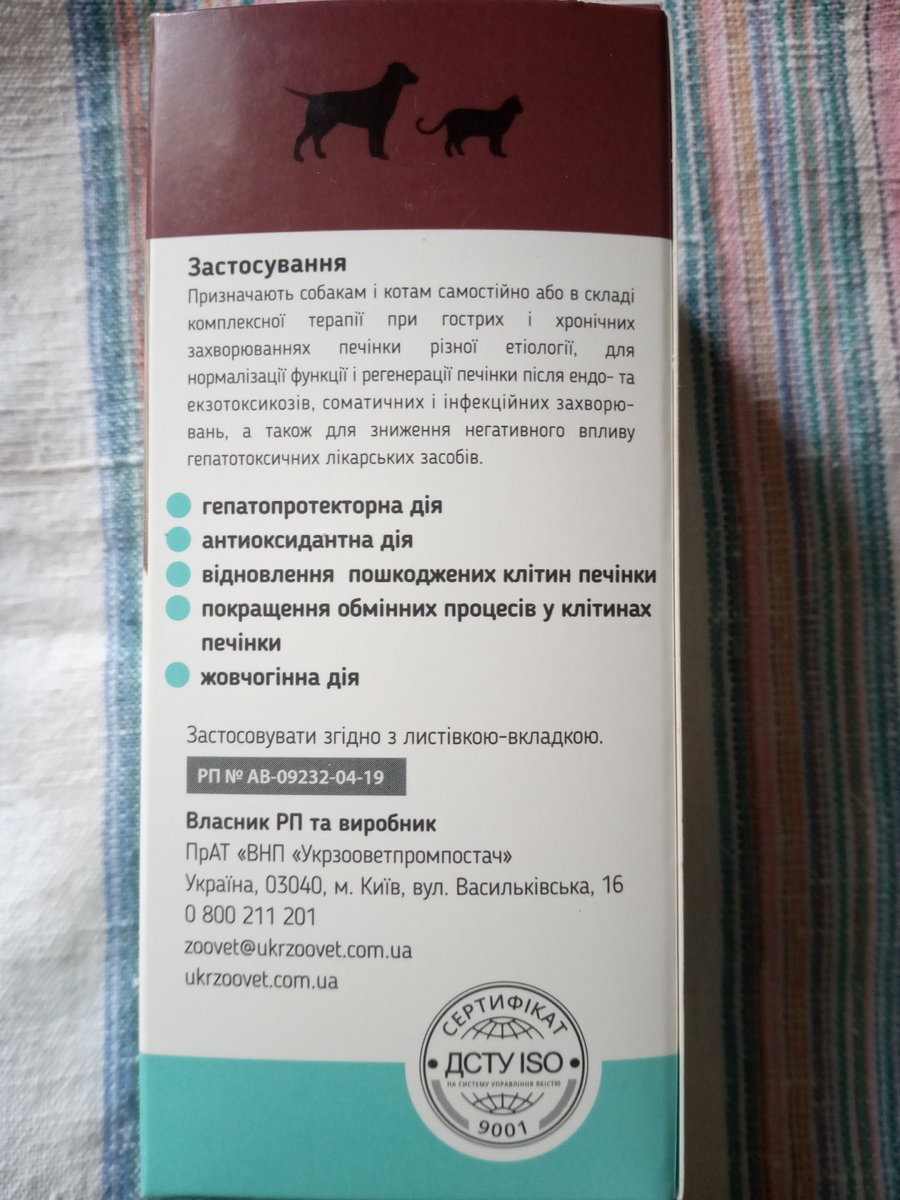 Застосування
Призначають собакам і котам самостійно або в складі
комплексної терапії при гострих і хронічних
захворюваннях печінки різної етіології, для
нормалізації функції і регенерації печінки після ендо- та
екзотоксикозів, соматичних і інфекційних захворю-
вань, а також для зниження негативного впливу
гепатотоксичних лікарських засобів.
гепатопротекторна дія
антиоксидантна дія
відновлення пошкоджених клітин печінки
покращення обмінних процесів у клітинах
печінки
жовчогінна дія
Застосовувати згідно з листівкою-вкладкою.
РП № АВ-09232-04-19
Власник РП та виробник
ПрАТ «ВНП «Укрзооветпромпостач»
Україна, 03040, м. Київ, вул. Васильківська, 16
0 800 211 201
zoovet@ukrzoovet.com.ua
ukrzoovet.com.ua
СЕРТИФІКАТ
ДСТУ ISO
НА СИСТЕМУ УПРАВЛІННЯ ЯКІСТЮ
9001